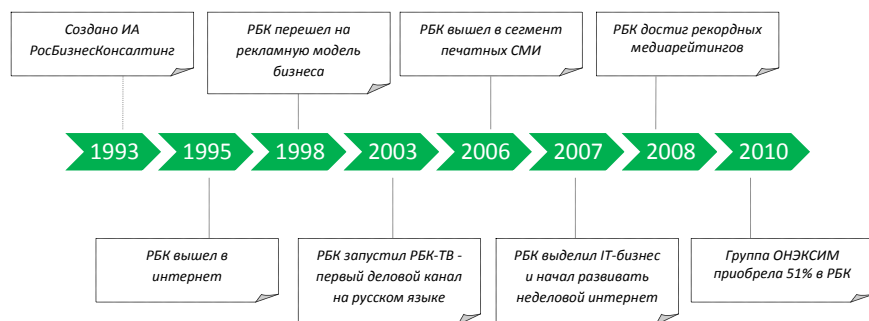 Создано ИА
РосБизнесКонсалтинг
РБК перешел на
рекламную модель
бизнеса
РБК вышел в сегмент
печатных СМИ
РБК достиг рекордных
медиарейтингов
1993
1995
1998
2003
2006
2007
2008
2010
РБК вышел в
интернет
РБК запустил РБК-ТВ -
первый деловой канал
на русском языке
РБК выделил IT-бизнес
и начал развивать
неделовой интернет
Группа ОНЭКСИМ
приобрела 51% в РБК